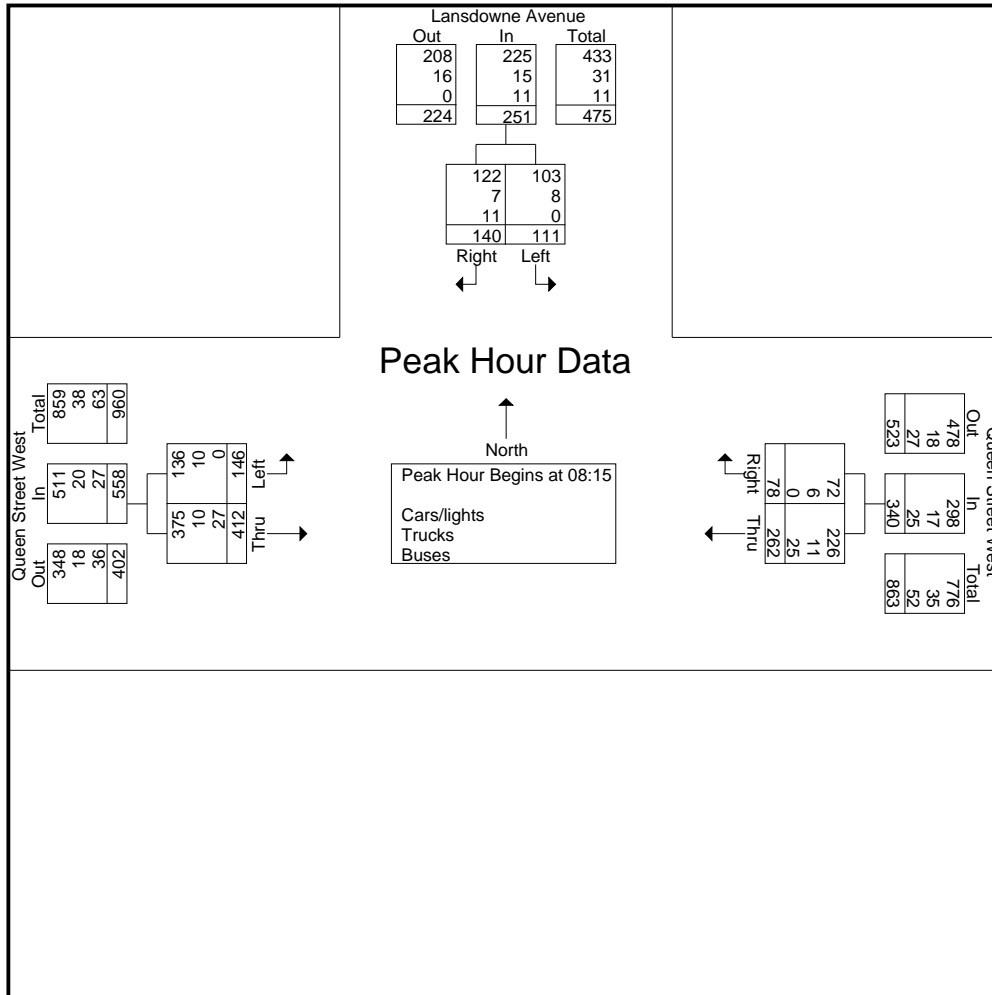 Lansdowne Avenue
Out In Total
208 225 433
16 15 31
0 11 11
224 251 475
122 103
7 8
11 0
140 111
Right Left
Peak Hour Data
North
Peak Hour Begins at 08:15
Cars/lights
Trucks
Buses
Queen Street West
Out In Total
348 511 859
18 20 38
36 27 63
402 558 960
Thru Left
375 136
10 10
27 0
412 146
Queen Street West
Out In Total
478 298 776
18 17 35
27 25 52
523 340 863
Right Thru
72 226
6 11
0 25
78 262